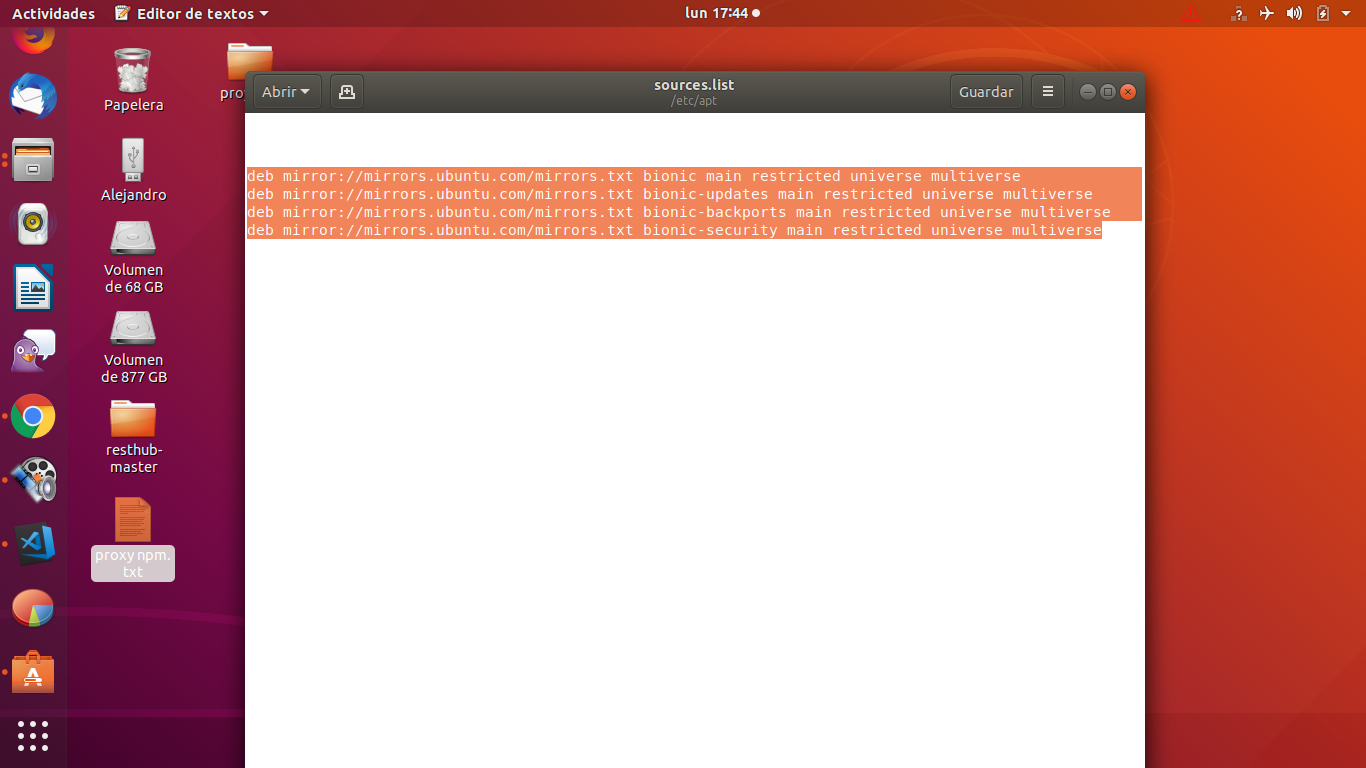 Actividades
Editor de textos
lun 17:44
Papelera
Alejandro
Volumen
de 68 GB
Volumen
de 877 GB
resthub-
master
proxy npm.
txt
Abrir
sources.list
/etc/apt
Guardar
deb mirror://mirrors.ubuntu.com/mirrors.txt bionic main restricted universe multiverse
deb mirror://mirrors.ubuntu.com/mirrors.txt bionic-updates main restricted universe multiverse
deb mirror://mirrors.ubuntu.com/mirrors.txt bionic-backports main restricted universe multiverse
deb mirror://mirrors.ubuntu.com/mirrors.txt bionic-security main restricted universe multiverse